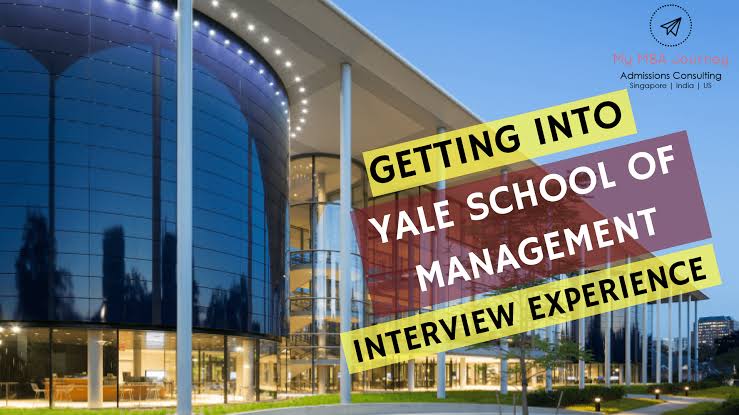 My MBA Journey
Admissions Consulting
Singapore | India | US
GETTING INTO
YALE SCHOOL OF
MANAGEMENT
INTERVIEW EXPERIENCE